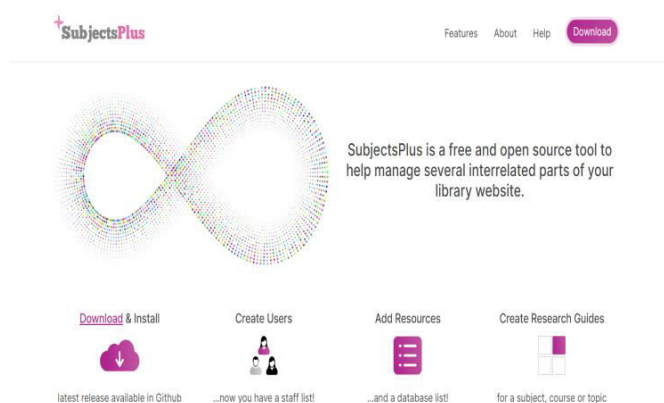 SubjectsPlus
Features About Help Download
SubjectsPlus is a free and open source tool to
help manage several interrelated parts of your
library website.
Download & Install
Create Users
Add Resources
Create Research Guides
latest release available in Github
...now you have a staff list!
...and a database list!
for a subject, course or topic